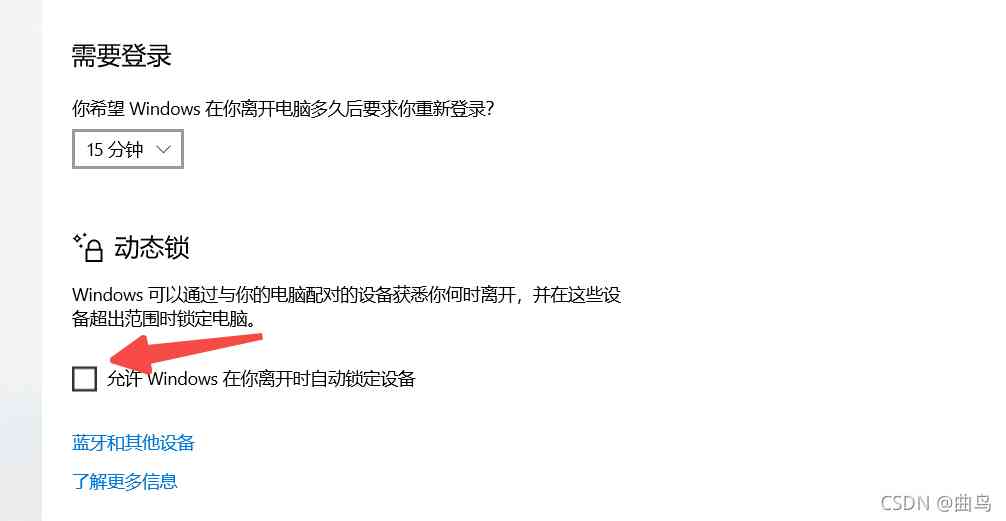 需要登录
你希望 Windows 在你离开电脑多久后要求你重新登录?
15 分钟
动态锁
Windows 可以通过与你的电脑配对的设备获悉你何时离开，并在这些设
备超出范围时锁定电脑。
允许 Windows 在你离开时自动锁定设备
蓝牙和其他设备
了解更多信息
CSDN @曲鸟